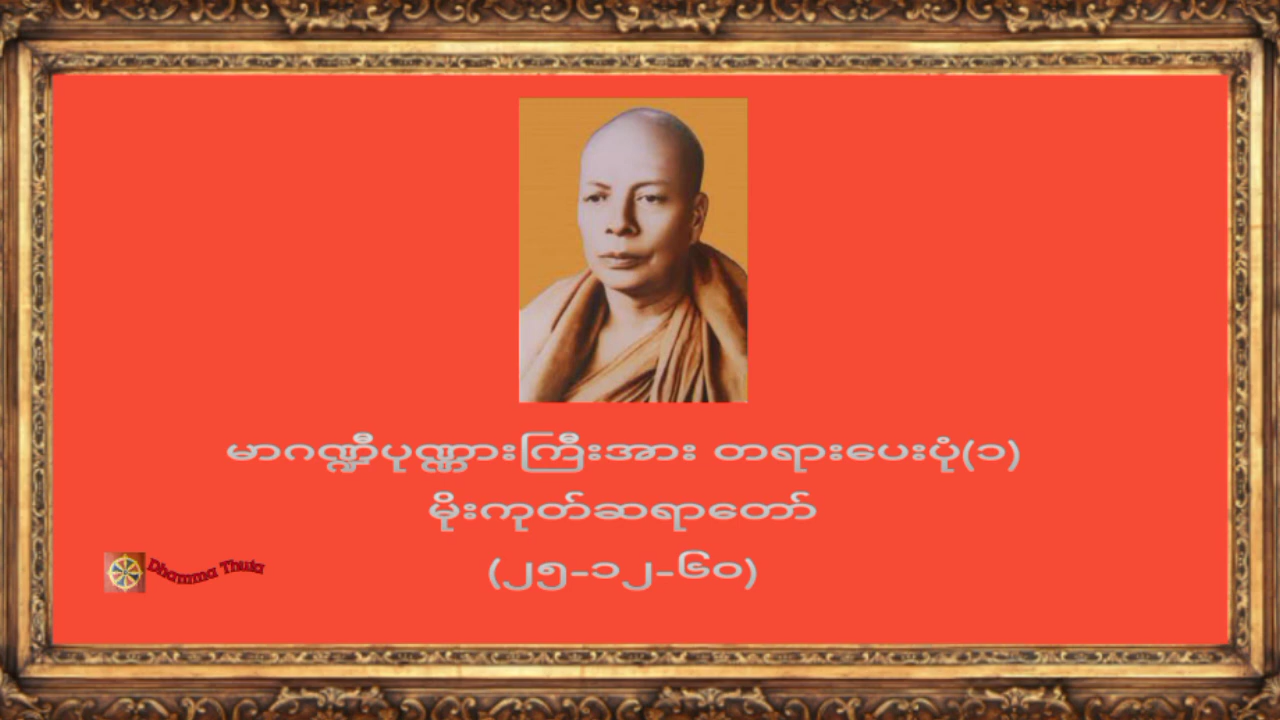 မာဂဏ္ဍီပုဏ္ဏားကြီးအား တရားပေးပုံ(၁)
မိုးကုတ်ဆရာတော်
(၂၅-၁၂-၆၀)
Dhamma Thuta